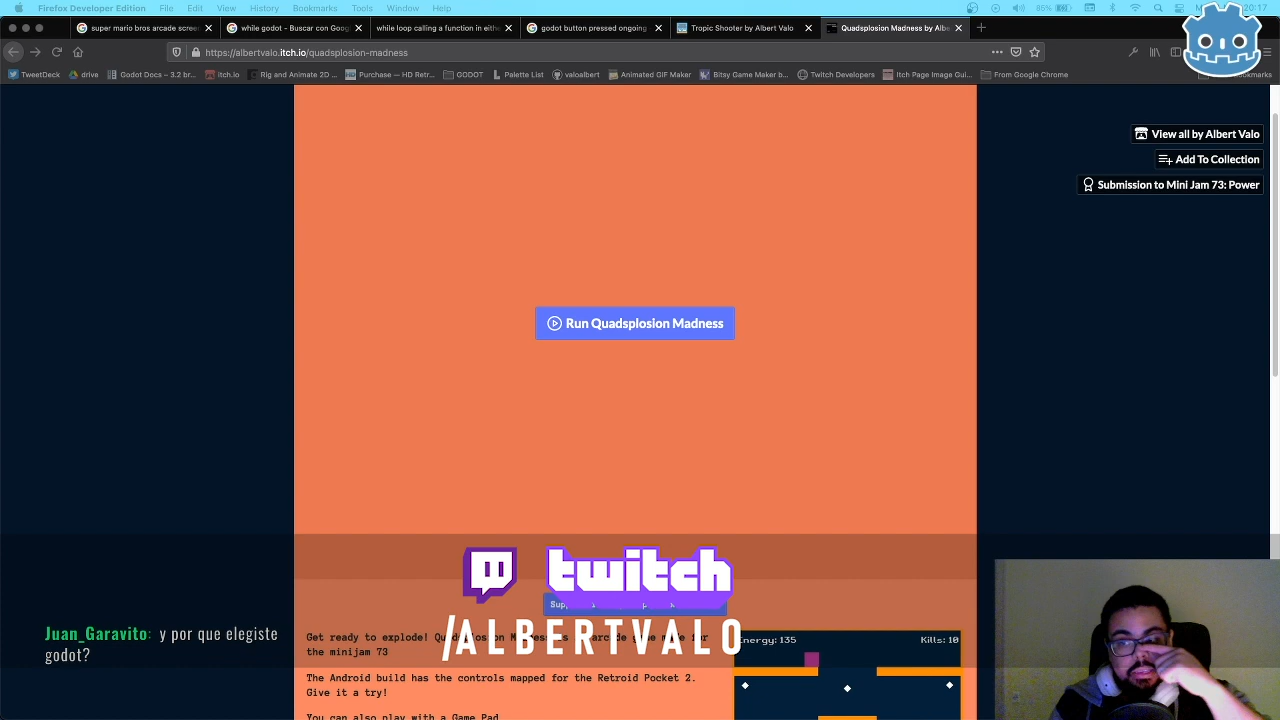 Firefox Developer Edition File Edit View History Bookmarks Tools Window Help
85%
20:17
super mario bros arcade screen
while godot - Buscar con Goog
while loop calling a function in eithe
godot button pressed ongoing
Tropic Shooter by Albert Valo
Quadsplosion Madness by Albe
https://albertvalo.itch.io/quadsplosion-madness
TweetDeck
drive
Godot Docs – 3.2 br...
itch.io
Rig and Animate 2D ...
Purchase — HD Retr...
GODOT
Palette List
valoalbert
Animated GIF Maker
Bitsy Game Maker b...
Twitch Developers
Itch Page Image Gui...
From Google Chrome
View all by Albert Valo
Add To Collection
Submission to Mini Jam 73: Power
Run Quadsplosion Madness
twitch
/ALBERTVALO
Juan_Garavito: y por que elegiste
godot?
Get ready to explode!
the minijam 73
The Android build has the controls mapped for the Retroid Pocket 2.
Give it a try!
You can also play with a Game Pad
Energy:135
Kills:10